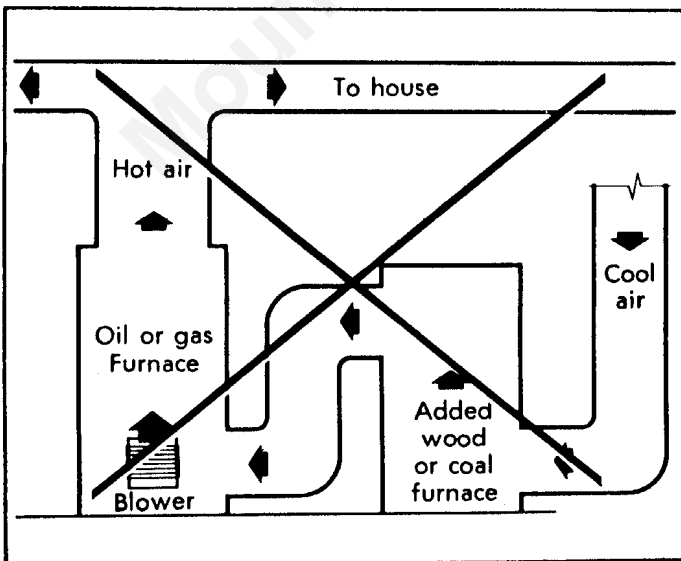 To house
Hot air
Cool
air
Oil or gas
Furnace
Added
wood
or coal
furnace
Blower